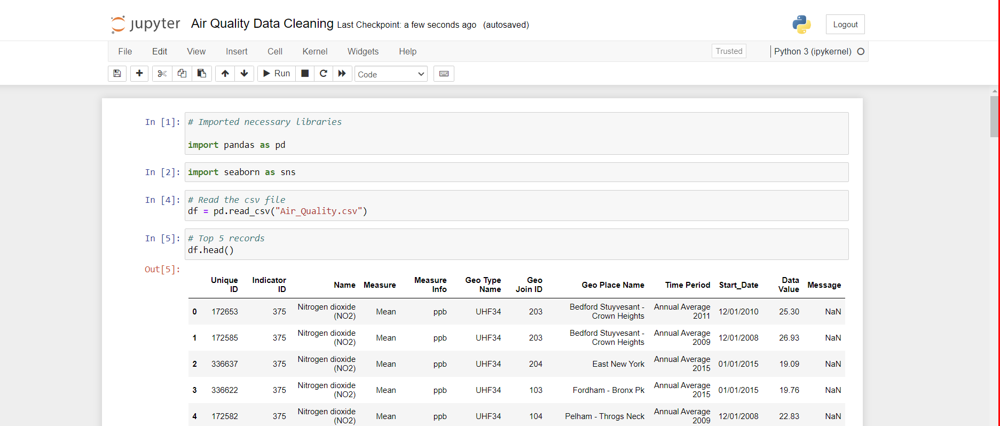 jupyter Air Quality Data Cleaning Last Checkpoint: a few seconds ago (autosaved)
Logout
File Edit View Insert Cell Kernel Widgets Help Trusted Python 3 (ipykernel)
Run Code
In [1]: # Imported necessary libraries
import pandas as pd
In [2]: import seaborn as sns
In [4]: # Read the csv file
df = pd.read_csv("Air_Quality.csv")
In [5]: # Top 5 records
df.head()
Out[5]:
Unique ID Indicator ID Name Measure Measure Info Geo Type Name Geo Join ID Geo Place Name Time Period Start_Date Data Value Message
0 172653 375 Nitrogen dioxide (NO2) Mean ppb UHF34 203 Bedford Stuyvesant - Crown Heights Annual Average 2011 12/01/2010 25.30 NaN
1 172585 375 Nitrogen dioxide (NO2) Mean ppb UHF34 203 Bedford Stuyvesant - Crown Heights Annual Average 2009 12/01/2008 26.93 NaN
2 336637 375 Nitrogen dioxide (NO2) Mean ppb UHF34 204 East New York Annual Average 2015 01/01/2015 19.09 NaN
3 336622 375 Nitrogen dioxide (NO2) Mean ppb UHF34 103 Fordham - Bronx Pk Annual Average 2015 01/01/2015 19.76 NaN
4 172582 375 Nitrogen dioxide (NO2) Mean ppb UHF34 104 Pelham - Throgs Neck Annual Average 2009 12/01/2008 22.83 NaN